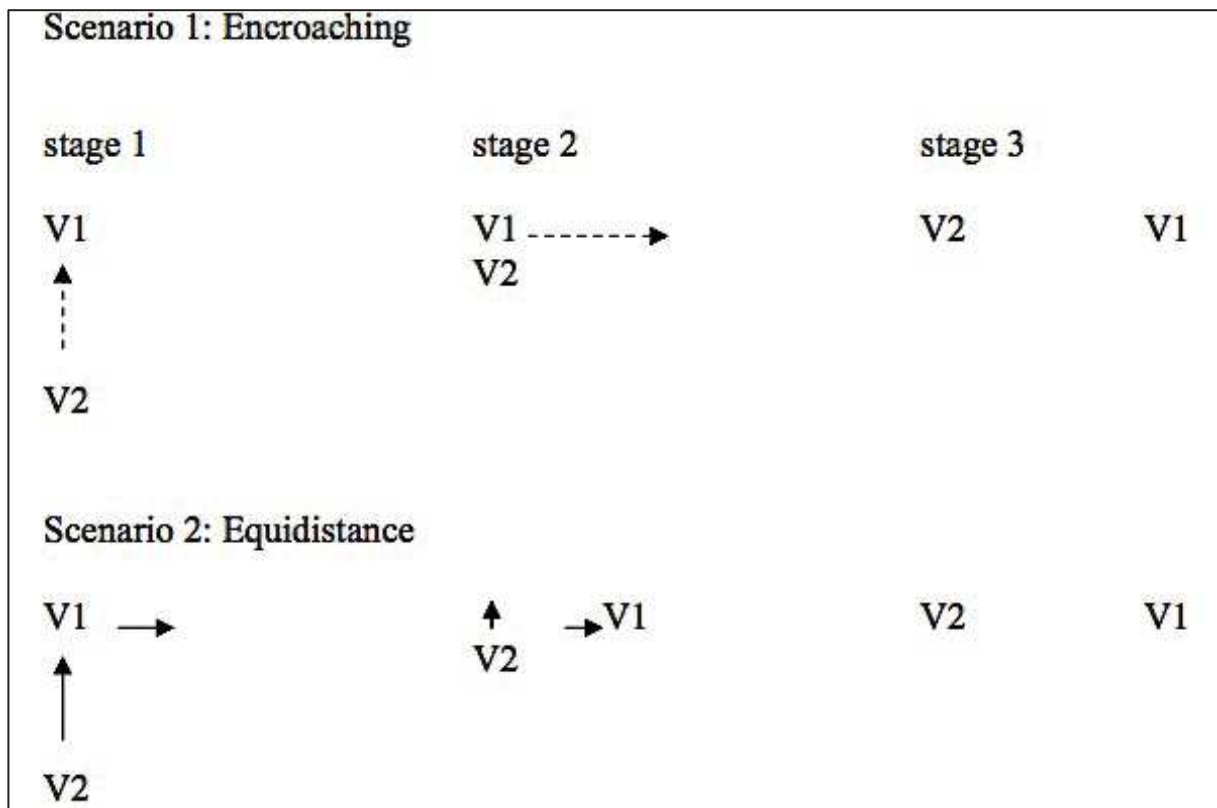 Scenario 1: Encroaching
stage 1 stage 2 stage 3
V1 V1 V2 V1
V2
V2
Scenario 2: Equidistance
V1 V1 V2 V1
V2
V2